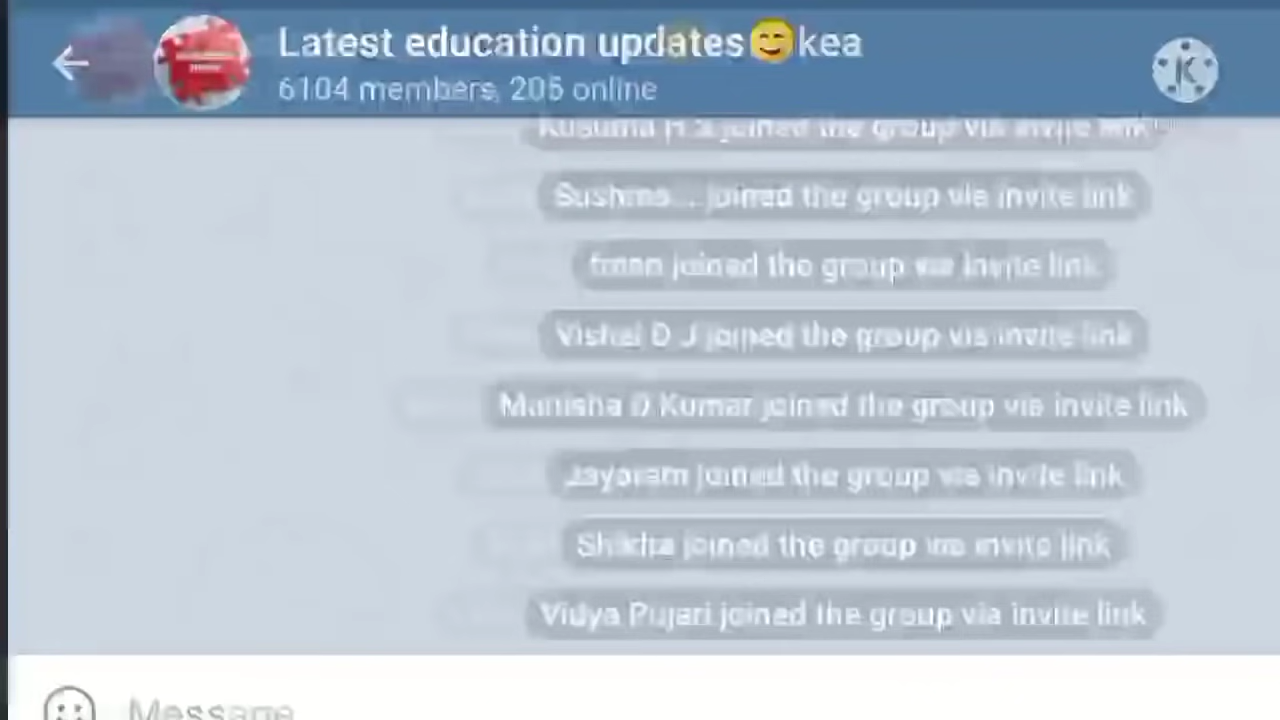 Latest education updates😊kea
6104 members, 205 online
Kusuma H S joined the group via invite link
Sushma... joined the group via invite link
joined the group via invite link
Vishal D J joined the group via invite link
Manisha D Kumar joined the group via invite link
Jayaram joined the group via invite link
Shikha joined the group via invite link
Vidya Pujari joined the group via invite link
Message
K